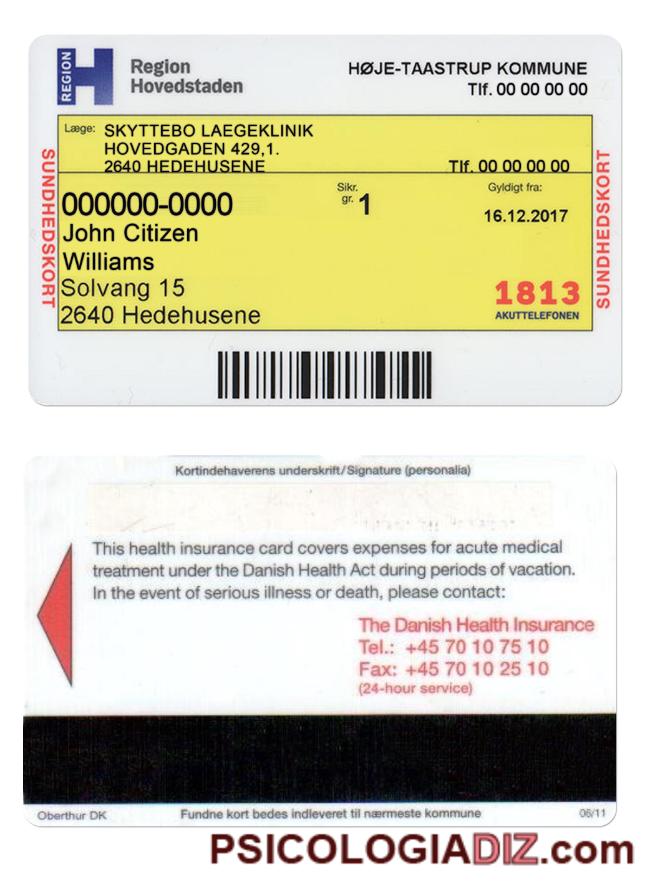 REGION
Region
Hovedstaden
HØJE-TAASTRUP KOMMUNE
Tlf. 00 00 00 00
SUNDHEDSKORT
Læge: SKYTTEBO LAEGEKLINIK
HOVEDGADEN 429,1.
2640 HEDEHUSENE Tlf. 00 00 00 00
000000-0000
Sikr.
gr. 1
Gyldigt fra:
16.12.2017
John Citizen
Williams
Solvang 15
2640 Hedehusene
1813
AKUTTELEFONEN
SUNDHEDSKORT
Kortindehaverens underskrift/Signature (personalia)
This health insurance card covers expenses for acute medical
treatment under the Danish Health Act during periods of vacation.
In the event of serious illness or death, please contact:
The Danish Health Insurance
Tel.: +45 70 10 75 10
Fax: +45 70 10 25 10
(24-hour service)
Oberthur DK Fundne kort bedes indleveret til nærmeste kommune 06/11
PSICOLOGIADIZ.com